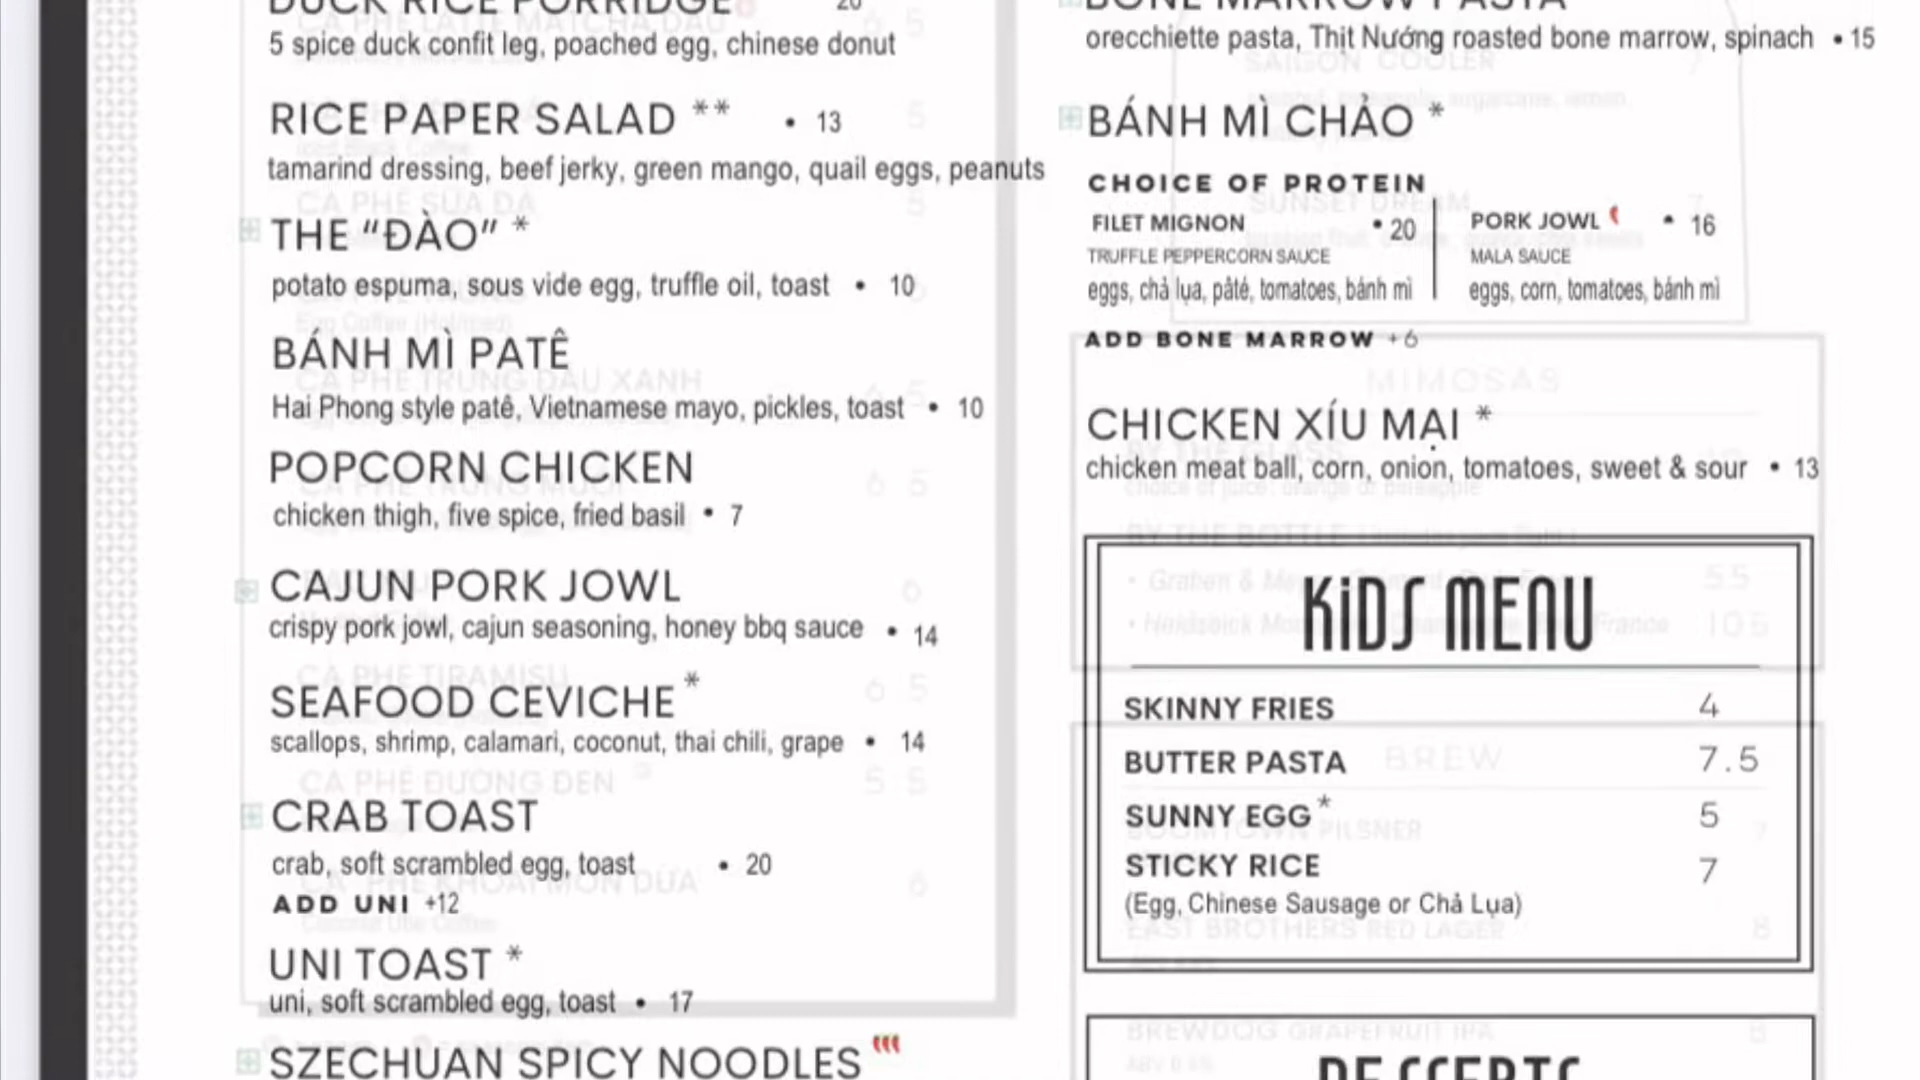 DUCK RICE PORRIDGE 20
5 spice duck confit leg, poached egg, chinese donut
RICE PAPER SALAD ** • 13
tamarind dressing, beef jerky, green mango, quail eggs, peanuts
THE “ĐÀO” *
potato espuma, sous vide egg, truffle oil, toast • 10
BÁNH MÌ PATÊ
Hai Phong style patê, Vietnamese mayo, pickles, toast • 10
POPCORN CHICKEN
chicken thigh, five spice, fried basil • 7
CAJUN PORK JOWL
crispy pork jowl, cajun seasoning, honey bbq sauce • 14
SEAFOOD CEVICHE *
scallops, shrimp, calamari, coconut, thai chili, grape • 14
CRAB TOAST
crab, soft scrambled egg, toast • 20
ADD UNI +12
UNI TOAST *
uni, soft scrambled egg, toast • 17
SZECHUAN SPICY NOODLES
BONE MARROW PASTA
orecchiette pasta, Thịt Nướng roasted bone marrow, spinach • 15
BÁNH MÌ CHẢO *
CHOICE OF PROTEIN
FILET MIGNON • 20
TRUFFLE PEPPERCORN SAUCE
eggs, chả lụa, pâté, tomatoes, bánh mì
PORK JOWL • 16
MALA SAUCE
eggs, corn, tomatoes, bánh mì
ADD BONE MARROW +6
CHICKEN XÍU MẠI *
chicken meat ball, corn, onion, tomatoes, sweet & sour • 13
KIDS MENU
SKINNY FRIES 4
BUTTER PASTA 7.5
SUNNY EGG * 5
STICKY RICE 7
(Egg, Chinese Sausage or Chả Lụa)
DESSERTS